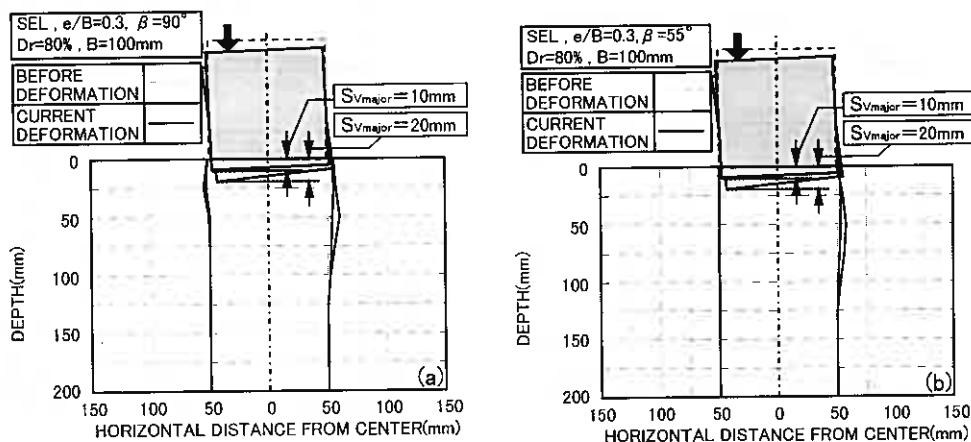 SEL , e/B=0.3, β=90°
Dr=80% , B=100mm
BEFORE
DEFORMATION
CURRENT
DEFORMATION
SVmajor=10mm
SVmajor=20mm
0
50
100
150
200
DEPTH(mm)
(a)
150 100 50 0 50 100 150
HORIZONTAL DISTANCE FROM CENTER(mm)
SEL , e/B=0.3, β=55°
Dr=80%, B=100mm
BEFORE
DEFORMATION
CURRENT
DEFORMATION
SVmajor=10mm
SVmajor=20mm
0
50
100
150
200
DEPTH(mm)
(b)
150 100 50 0 50 100 150
HORIZONTAL DISTANCE FROM CENTER(mm)